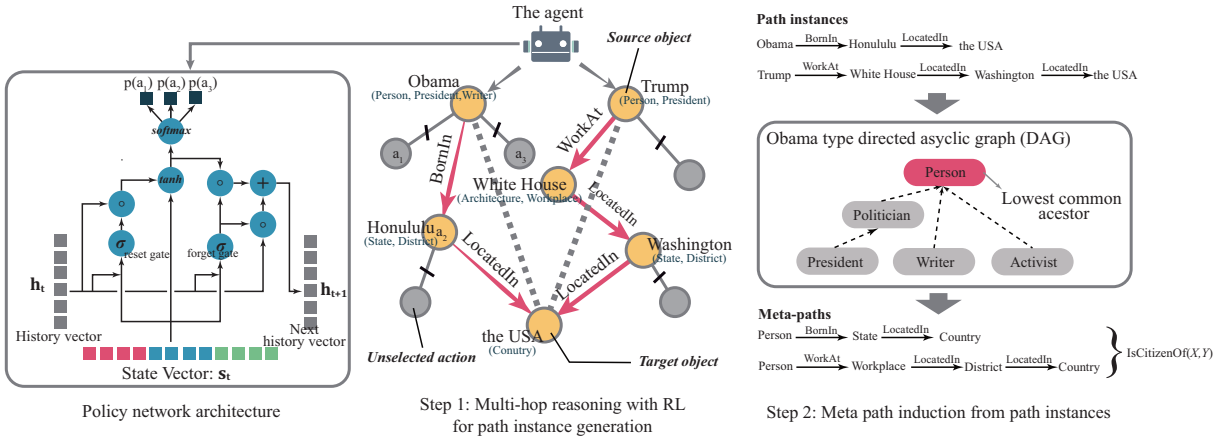 p(a1) p(a2) p(a3)
softmax
tanh
+
σ
reset gate
σ
forget gate
ht
ht+1
History vector
Next
history vector
State Vector: st
Policy network architecture
The agent
Source object
Obama
(Person, President,Writer)
Trump
(Person, President)
a1
a3
BornIn
WorkAt
White House
(Architecture, Workplace)
LocatedIn
Honululu
a2
(State, District)
Washington
(State, District)
LocatedIn
LocatedIn
the USA
(Conutry)
Unselected action
Target object
Step 1: Multi-hop reasoning with RL
for path instance generation
Path instances
Obama BornIn Honululu LocatedIn the USA
Trump WorkAt White House LocatedIn Washington LocatedIn the USA
Obama type directed asyclic graph (DAG)
Person
Lowest common
acestor
Politician
President
Writer
Activist
Meta-paths
Person BornIn State LocatedIn Country
Person WorkAt Workplace LocatedIn District LocatedIn Country
} IsCitizenOf(X,Y)
Step 2: Meta path induction from path instances